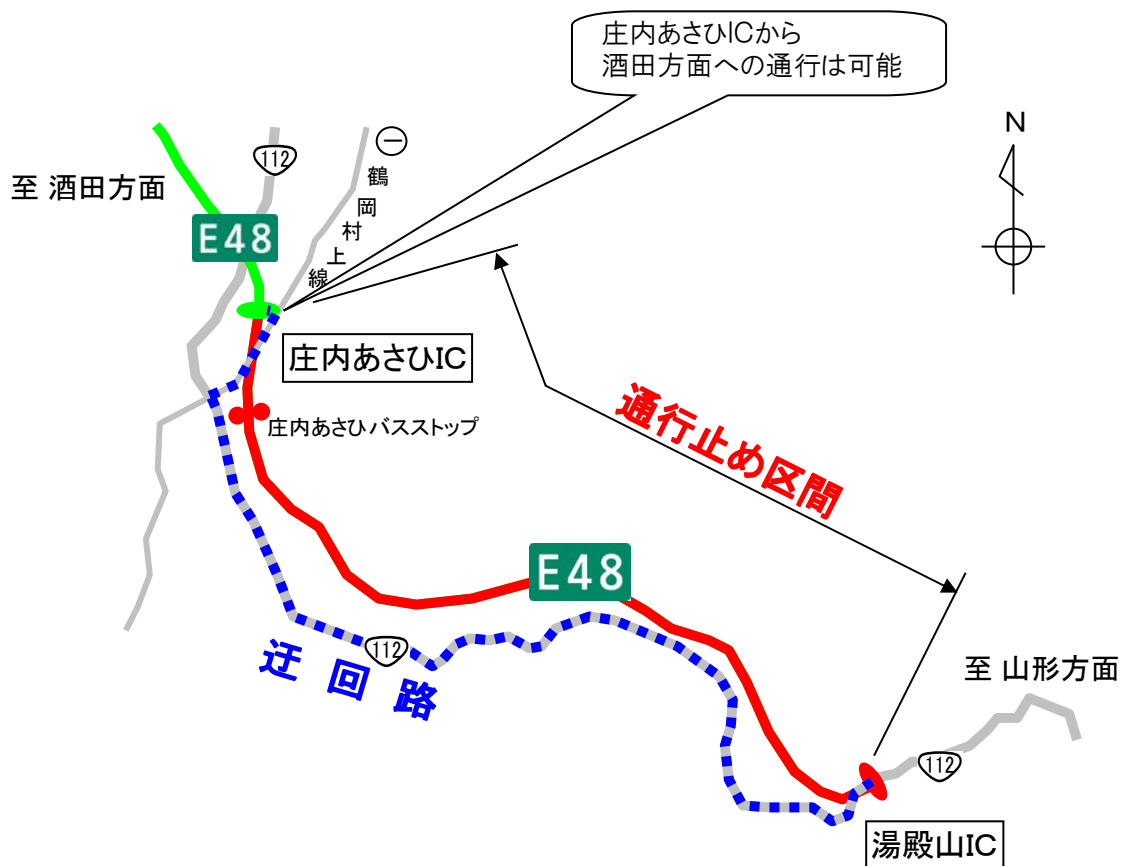 庄内あさひICから
酒田方面への通行は可能
N
112
㊀
鶴岡村上線
至 酒田方面
E48
庄内あさひIC
庄内あさひバスストップ
通行止め区間
E48
112
迂回路
至 山形方面
112
湯殿山IC